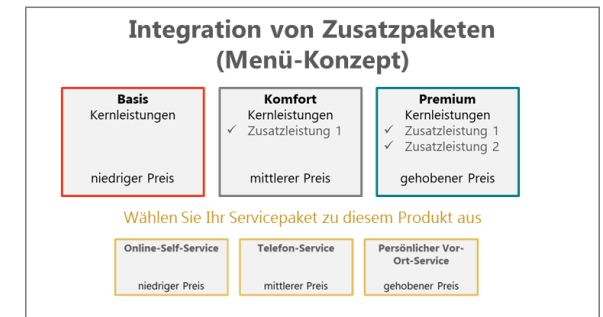 Integration von Zusatzpaketen
(Menü-Konzept)
Basis
Kernleistungen
niedriger Preis
Komfort
Kernleistungen
✓ Zusatzleistung 1
mittlerer Preis
Premium
Kernleistungen
✓ Zusatzleistung 1
✓ Zusatzleistung 2
gehobener Preis
Wählen Sie Ihr Servicepaket zu diesem Produkt aus
Online-Self-Service
niedriger Preis
Telefon-Service
mittlerer Preis
Persönlicher Vor-
Ort-Service
gehobener Preis